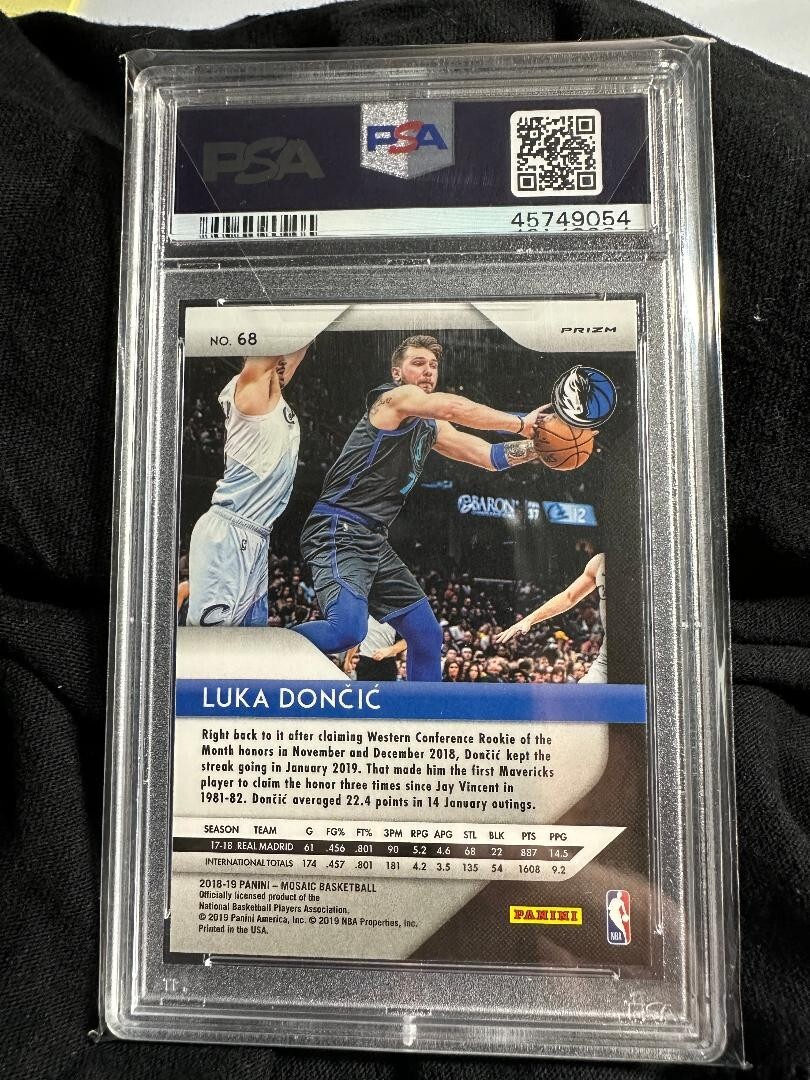 PSA
PSA
45749054
NO. 68
PRIZM
BARON
LUKA DONČIĆ
Right back to it after claiming Western Conference Rookie of the
Month honors in November and December 2018, Dončić kept the
streak going in January 2019. That made him the first Mavericks
player to claim the honor three times since Jay Vincent in
1981-82. Dončić averaged 22.4 points in 14 January outings.
SEASON TEAM G FG% FT% 3PM RPG APG STL BLK PTS PPG
17-18 REAL MADRID 61 .456 .801 90 5.2 4.6 68 22 887 14.5
INTERNATIONAL TOTALS 174 .457 .801 181 4.2 3.5 135 54 1608 9.2
2018-19 PANINI – MOSAIC BASKETBALL
Officially licensed product of the
National Basketball Players Association.
© 2019 Panini America, Inc. © 2019 NBA Properties, Inc.
Printed in the USA.
PANINI
NBA